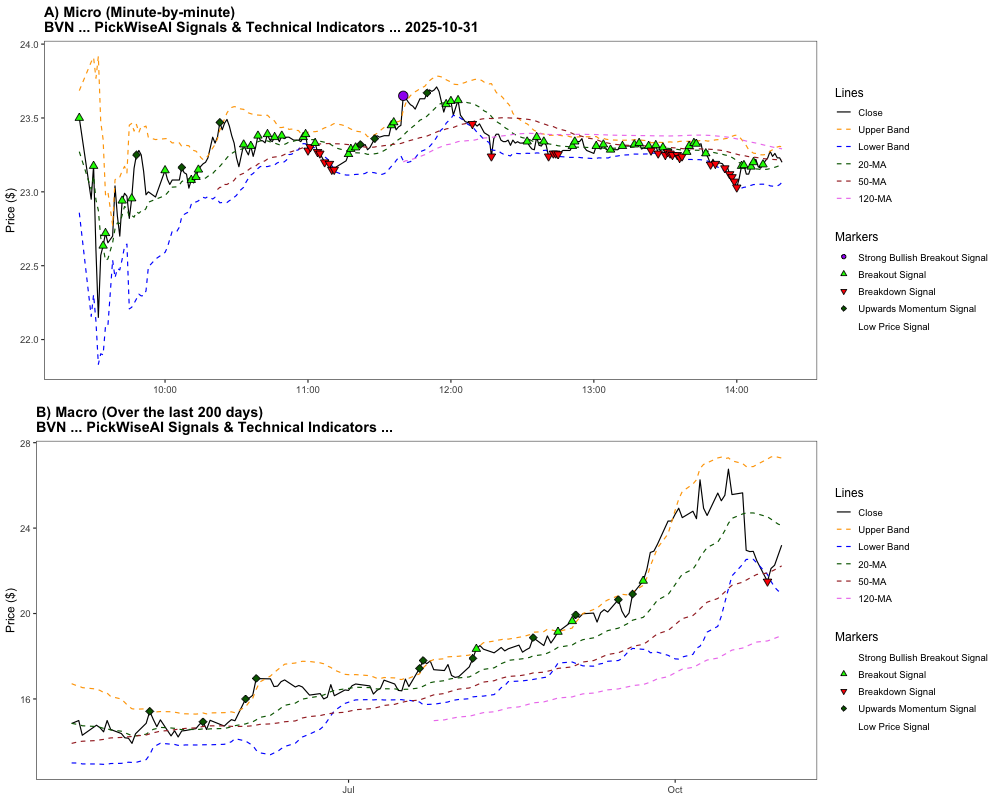 A) Micro (Minute-by-minute)
BVN ... PickWiseAI Signals & Technical Indicators ... 2025-10-31
Price ($)
24.0
23.5
23.0
22.5
22.0
10:00
11:00
12:00
13:00
14:00
Lines
Close
Upper Band
Lower Band
20-MA
50-MA
120-MA
Markers
Strong Bullish Breakout Signal
Breakout Signal
Breakdown Signal
Upwards Momentum Signal
Low Price Signal
B) Macro (Over the last 200 days)
BVN ... PickWiseAI Signals & Technical Indicators ...
Price ($)
28
24
20
16
Jul
Oct
Lines
Close
Upper Band
Lower Band
20-MA
50-MA
120-MA
Markers
Strong Bullish Breakout Signal
Breakout Signal
Breakdown Signal
Upwards Momentum Signal
Low Price Signal